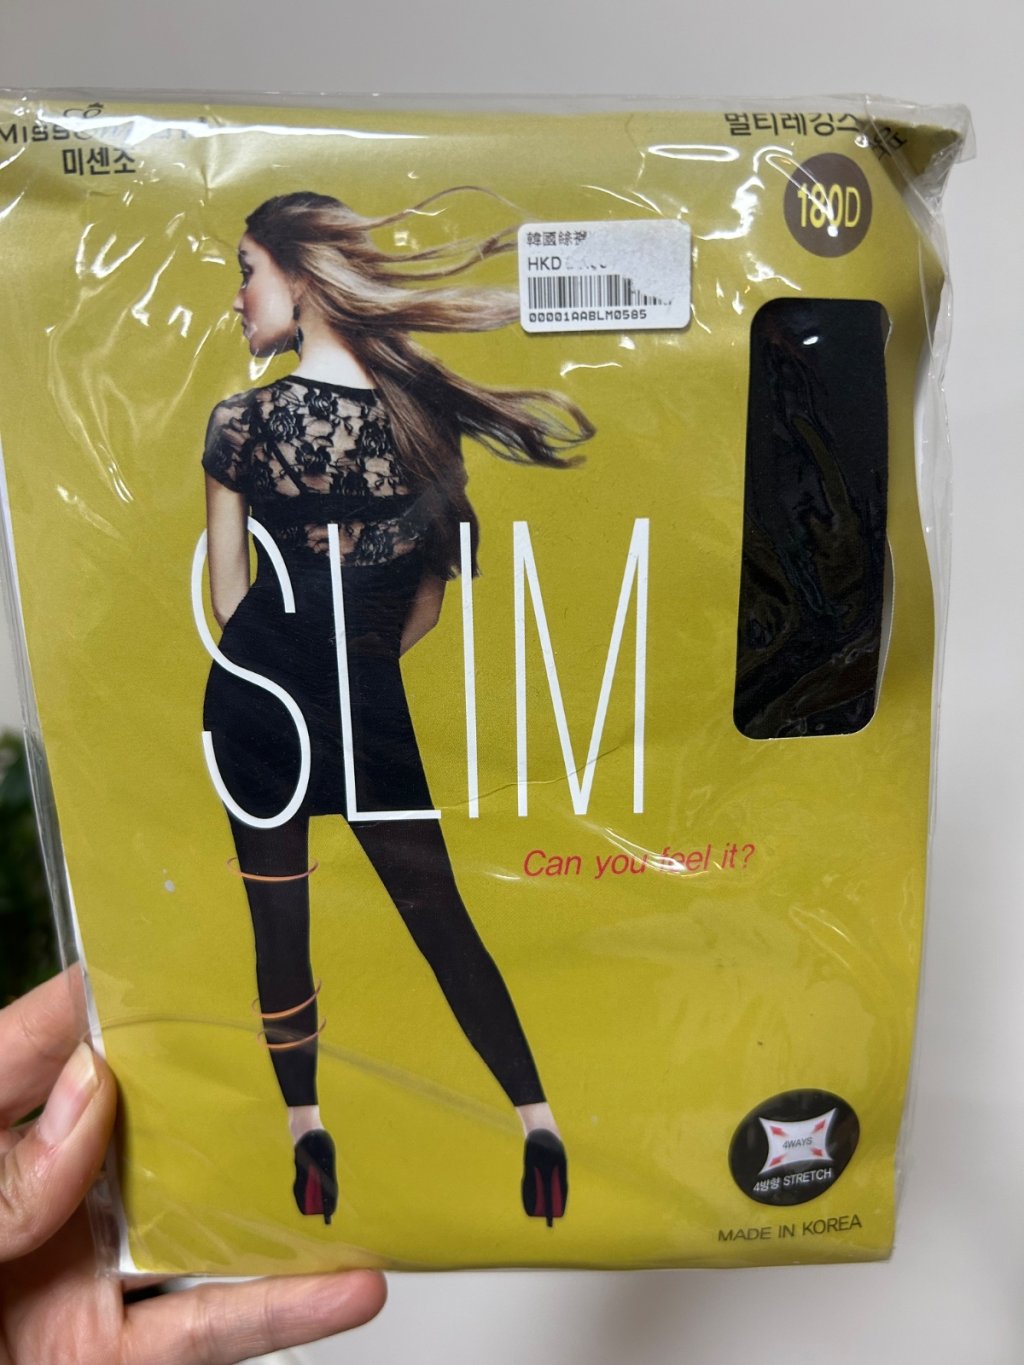 미센조
멀티레깅스
180D
韓國絲襪
HKD
00001AABLM0585
SLIM
Can you feel it?
4WAYS
4방향 STRETCH
MADE IN KOREA